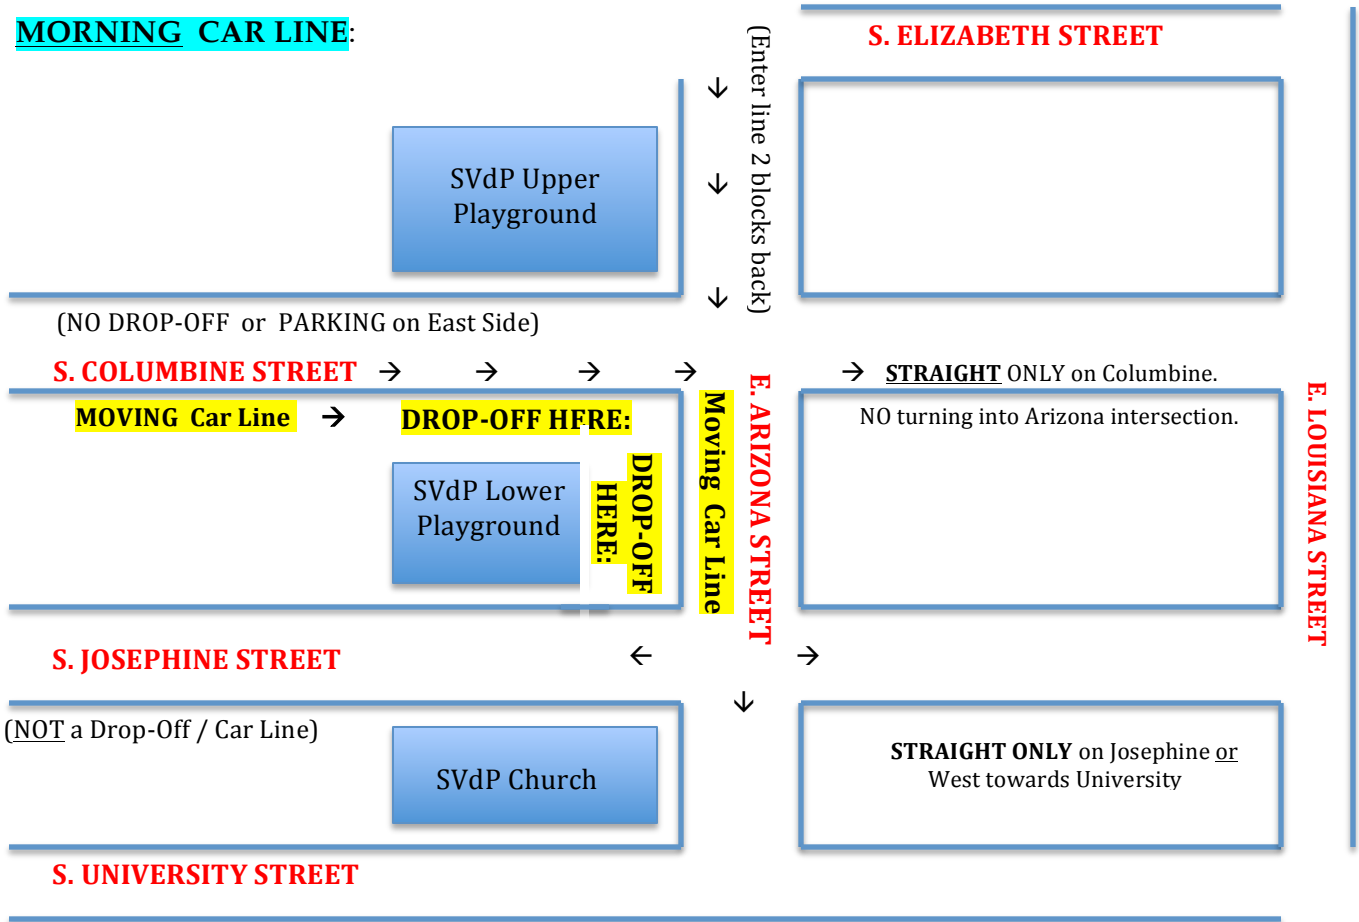 MORNING CAR LINE:
S. ELIZABETH STREET
(Enter line 2 blocks back)
SVdP Upper
Playground
(NO DROP-OFF or PARKING on East Side)
S. COLUMBINE STREET → → → → → STRAIGHT ONLY on Columbine.
MOVING Car Line → DROP-OFF HERE:
NO turning into Arizona intersection.
SVdP Lower
Playground
DROP-OFF
HERE:
Moving Car Line
E. ARIZONA STREET
E. LOUISIANA STREET
S. JOSEPHINE STREET
(NOT a Drop-Off / Car Line)
SVdP Church
STRAIGHT ONLY on Josephine or
West towards University
S. UNIVERSITY STREET